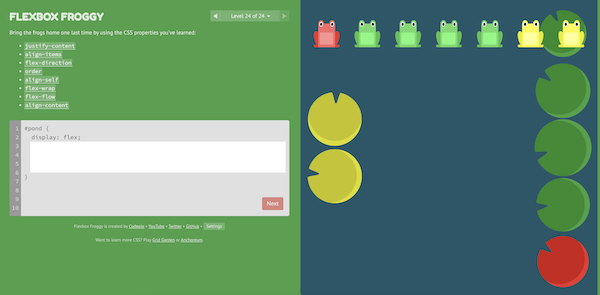 FLEXBOX FROGGY
Level 24 of 24
Bring the frogs home one last time by using the CSS properties you've learned:
justify-content
align-items
flex-direction
order
align-self
flex-wrap
flex-flow
align-content
1 #pond {
2 display: flex;
3
4
5
6
7 }
8
9
10
Next
Flexbox Froggy is created by Codepip • YouTube • Twitter • GitHub • Settings
Want to learn more CSS? Play Grid Garden or Anchoreum.